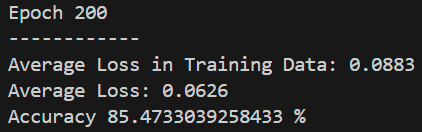 Epoch 200
------------
Average Loss in Training Data: 0.0883
Average Loss: 0.0626
Accuracy 85.4733039258433 %